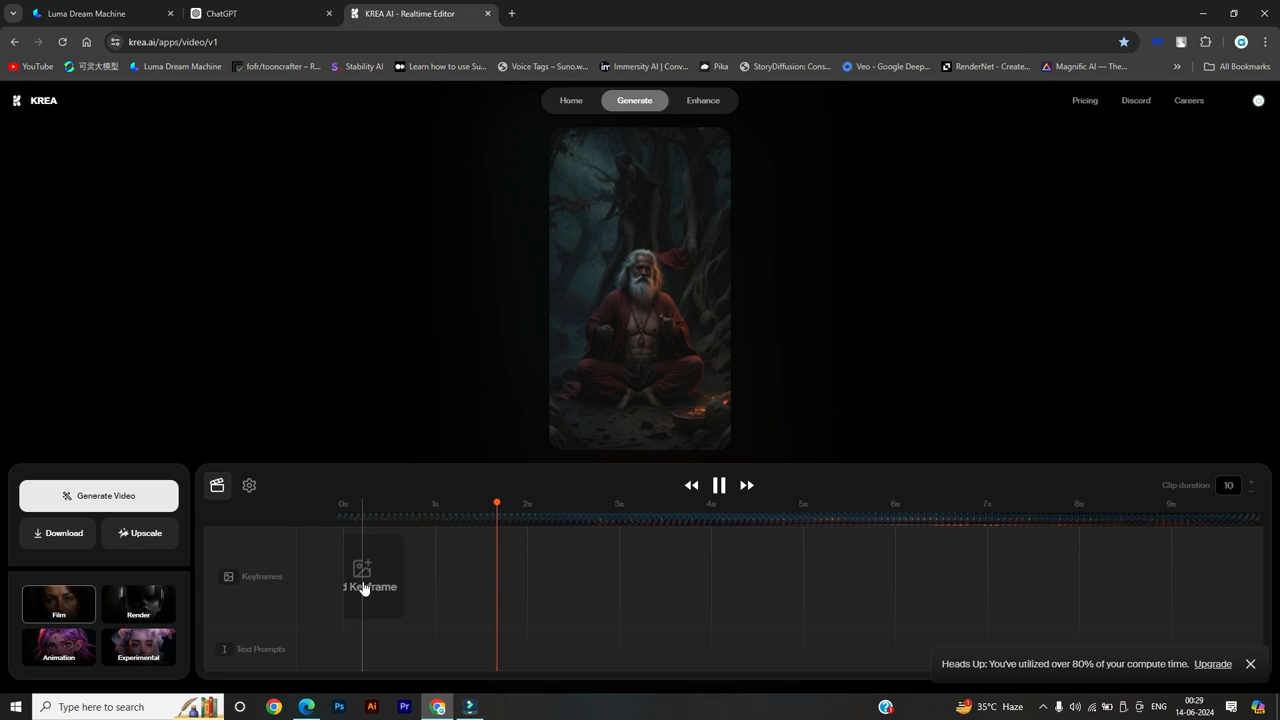 Luma Dream Machine
ChatGPT
KREA AI - Realtime Editor
krea.ai/apps/video/v1
YouTube
可灵大模型
Luma Dream Machine
fofr/tooncrafter – R...
Stability AI
Learn how to use Su...
Voice Tags – Suno.w...
Immersity AI | Conv...
Pika
StoryDiffusion: Cons...
Veo - Google Deep...
RenderNet - Create...
Magnific AI — The...
All Bookmarks
KREA
Home
Generate
Enhance
Pricing
Discord
Careers
Generate Video
Download
Upscale
Film
Render
Animation
Experimental
Clip duration
10
0s
1s
2s
3s
4s
5s
6s
7s
8s
9s
Keyframes
d Keyframe
Text Prompts
Heads Up: You've utilized over 80% of your compute time. Upgrade
Type here to search
Ps
Ai
Pr
35°C Haze
ENG
00:29
14-06-2024